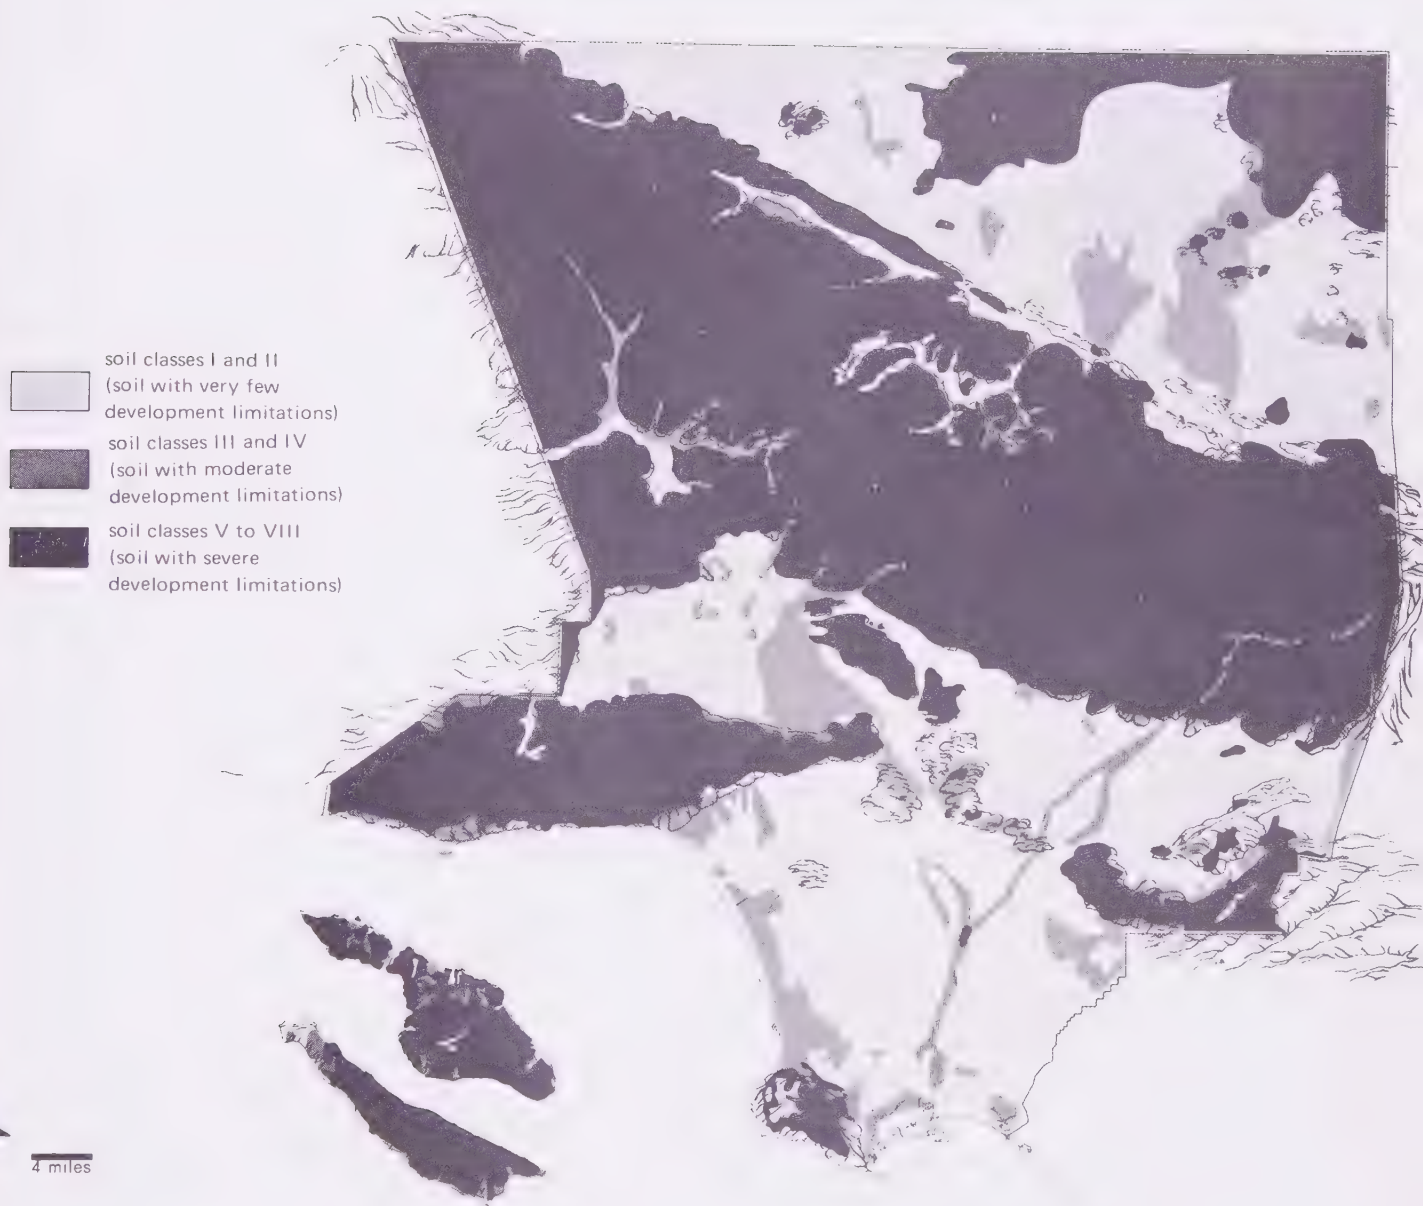 soil classes I and II
(soil with very few
development limitations)
soil classes III and IV
(soil with moderate
development limitations)
soil classes V to VIII
(soil with severe
development limitations)
4 miles